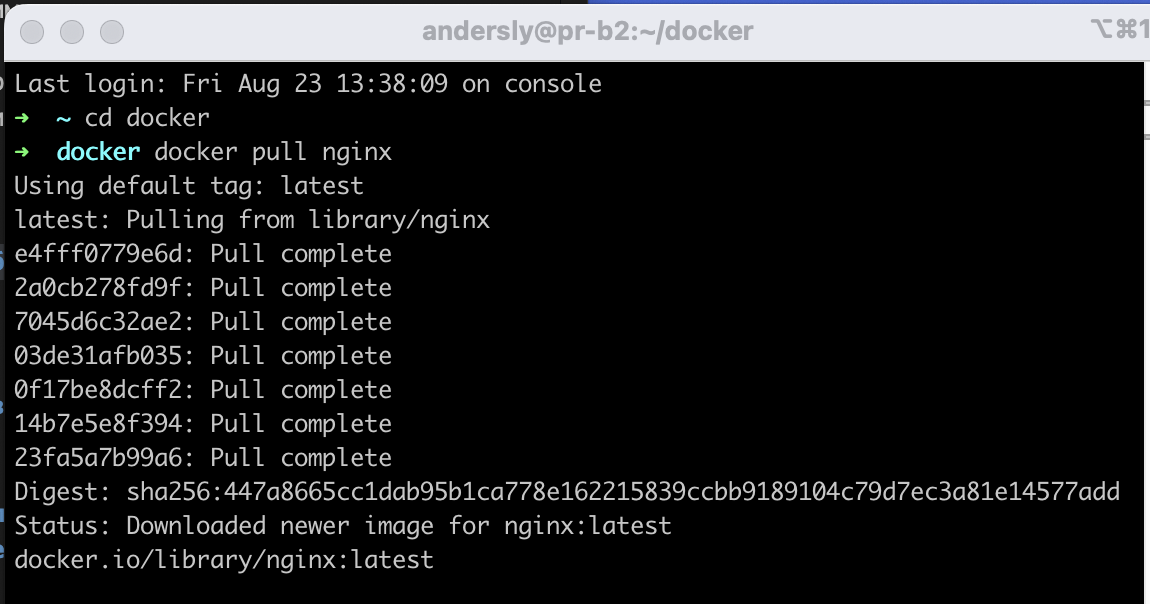 andersly@pr-b2:~/docker
⌥⌘1
Last login: Fri Aug 23 13:38:09 on console
➜ ~ cd docker
➜ docker docker pull nginx
Using default tag: latest
latest: Pulling from library/nginx
e4fff0779e6d: Pull complete
2a0cb278fd9f: Pull complete
7045d6c32ae2: Pull complete
03de31afb035: Pull complete
0f17be8dcff2: Pull complete
14b7e5e8f394: Pull complete
23fa5a7b99a6: Pull complete
Digest: sha256:447a8665cc1dab95b1ca778e162215839ccbb9189104c79d7ec3a81e14577add
Status: Downloaded newer image for nginx:latest
docker.io/library/nginx:latest